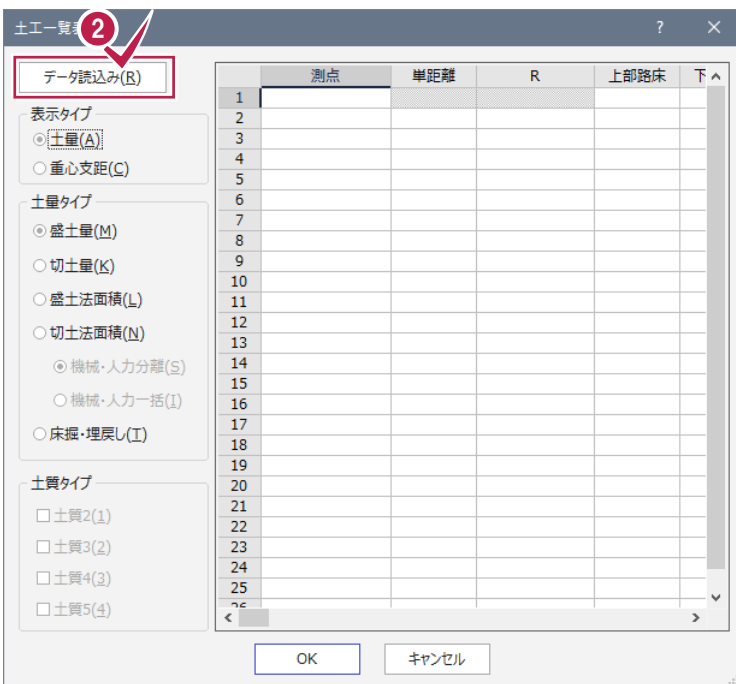 土工一覧表
2
?
データ読込み(R)
測点 単距離 R 上部路床 下
表示タイプ
土量(A)
重心支距(C)
土量タイプ
盛土量(M)
切土量(K)
盛土法面積(L)
切土法面積(N)
機械・人力分離(S)
機械・人力一括(I)
床掘・埋戻し(T)
土質タイプ
土質2(1)
土質3(2)
土質4(3)
土質5(4)
1
2
3
4
5
6
7
8
9
10
11
12
13
14
15
16
17
18
19
20
21
22
23
24
25
26
OK キャンセル